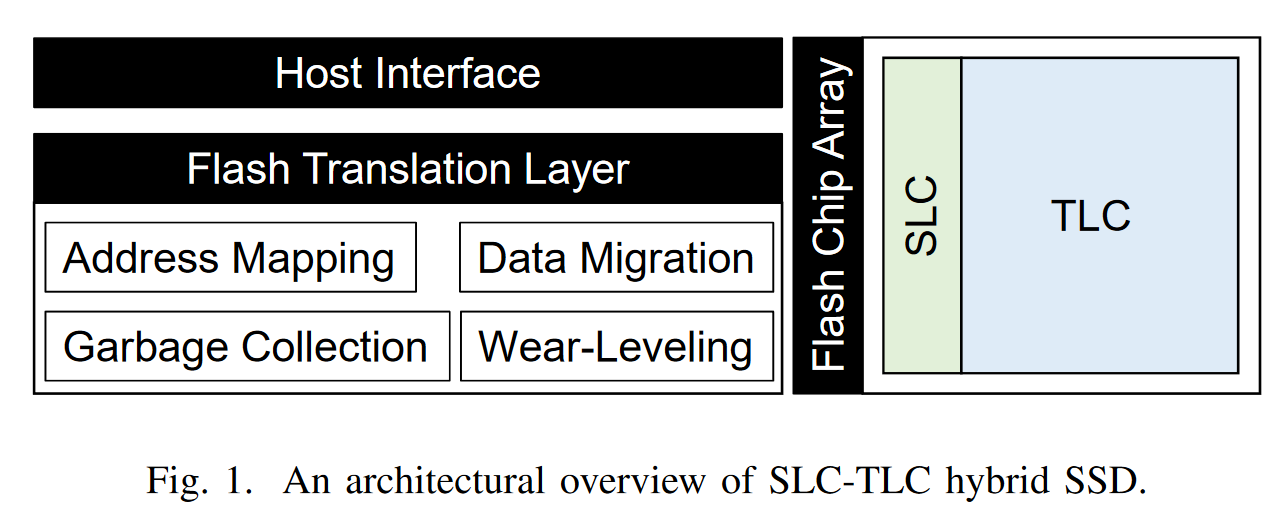 Host Interface
Flash Translation Layer
Address Mapping
Data Migration
Garbage Collection
Wear-Leveling
Flash Chip Array
SLC
TLC
Fig. 1. An architectural overview of SLC-TLC hybrid SSD.